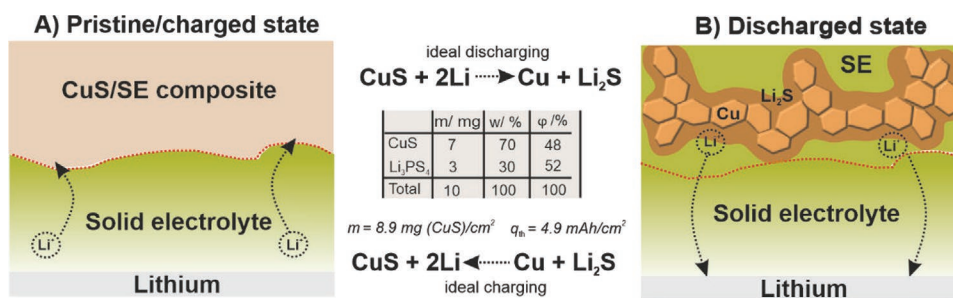 A) Pristine/charged state
CuS/SE composite
Li⁺
Li⁺
Solid electrolyte
Lithium
ideal discharging
CuS + 2Li → Cu + Li₂S
m/ mg w/ % φ /%
CuS 7 70 48
Li₃PS₄ 3 30 52
Total 10 100 100
m = 8.9 mg (CuS)/cm² qₜₕ = 4.9 mAh/cm²
CuS + 2Li ← Cu + Li₂S
ideal charging
B) Discharged state
SE
Li₂S
Cu
Li⁺
Li⁺
Solid electrolyte
Lithium